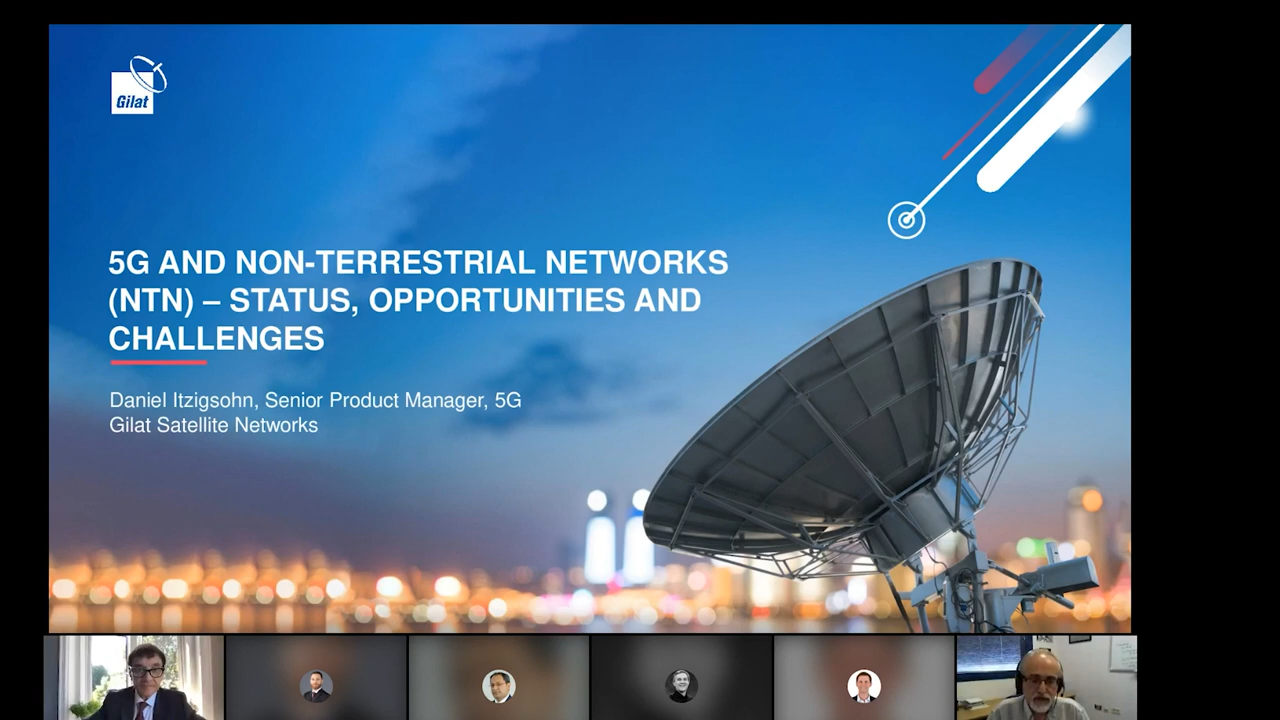 Gilat
5G AND NON-TERRESTRIAL NETWORKS
(NTN) – STATUS, OPPORTUNITIES AND
CHALLENGES
Daniel Itzigsohn, Senior Product Manager, 5G
Gilat Satellite Networks